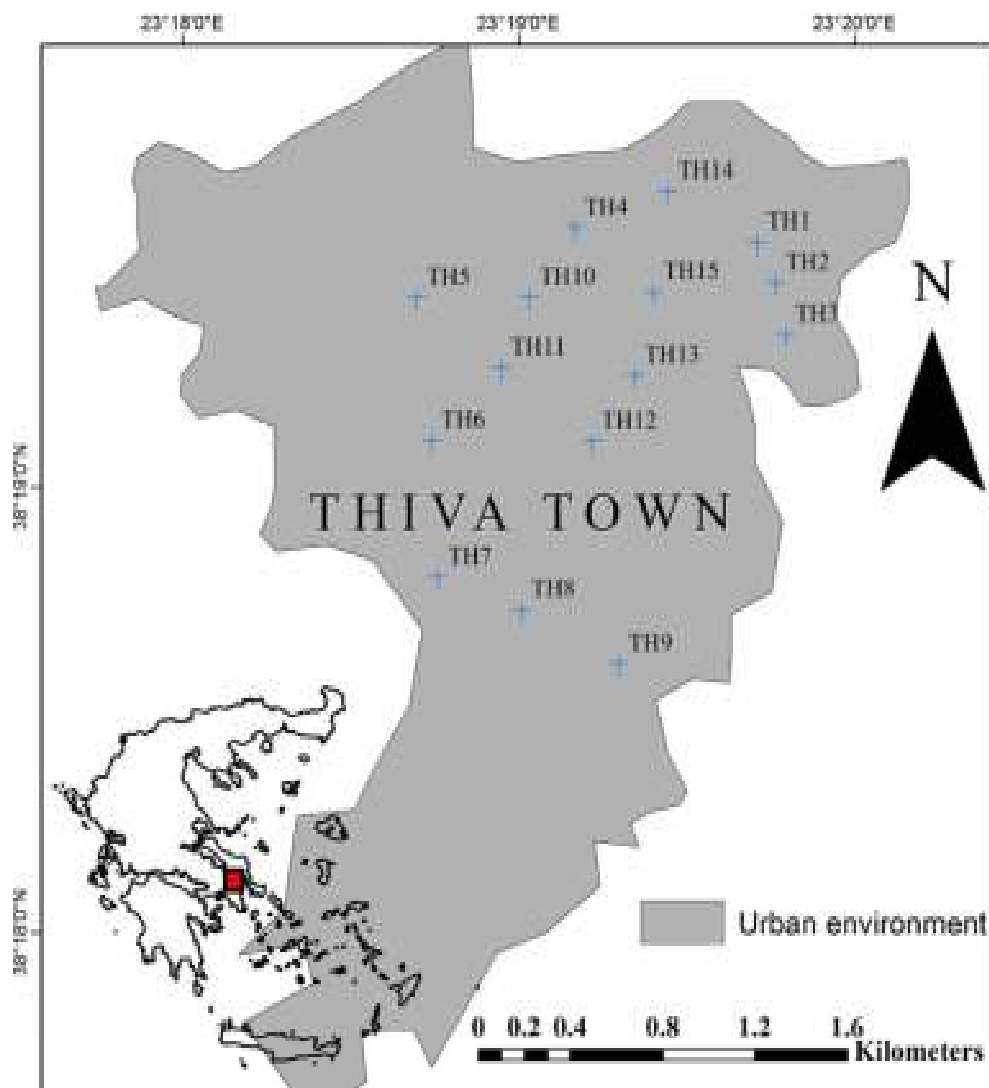 23°18'0"E 23°19'0"E 23°20'0"E
TH14
TH4
TH1
TH2
TH5 TH10 TH15
N
TH3
TH11 TH13
TH6 TH12
38°19'0"N
THIVA TOWN
TH7
TH8
TH9
38°18'0"N
Urban environment
0 0.2 0.4 0.8 1.2 1.6
Kilometers